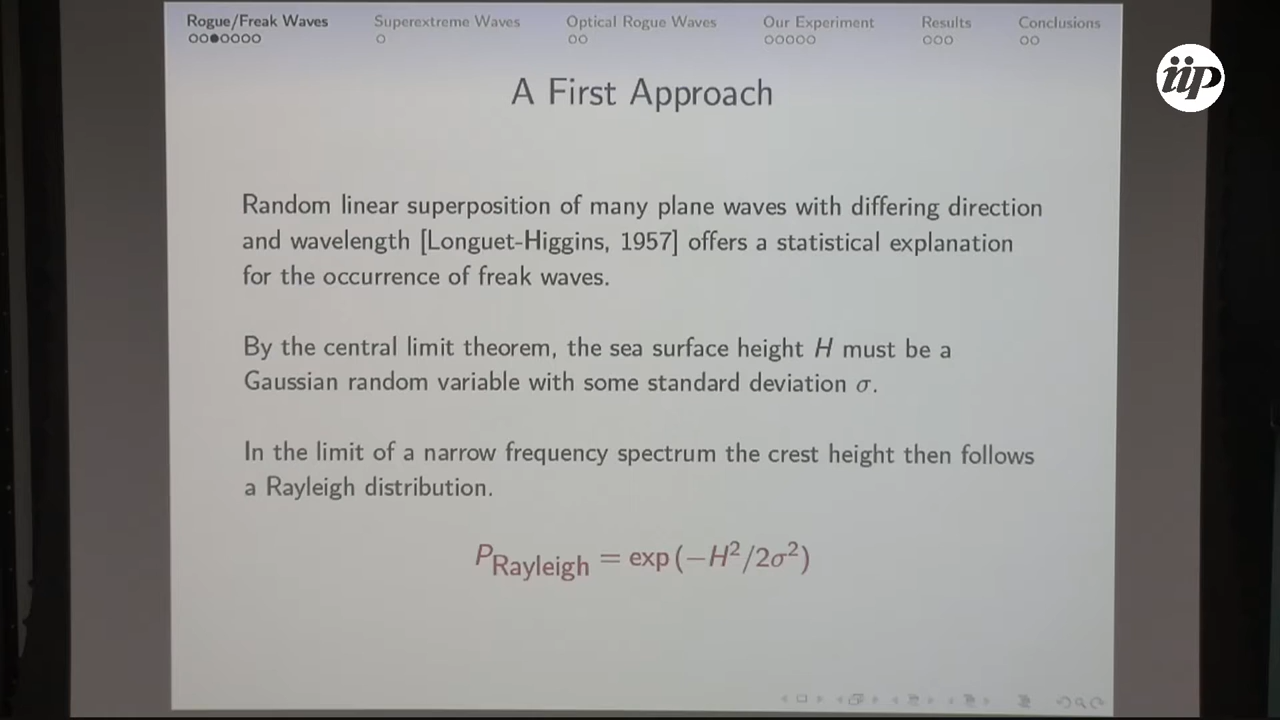 Rogue/Freak Waves Superextreme Waves Optical Rogue Waves Our Experiment Results Conclusions
iip
A First Approach
Random linear superposition of many plane waves with differing direction
and wavelength [Longuet-Higgins, 1957] offers a statistical explanation
for the occurrence of freak waves.
By the central limit theorem, the sea surface height H must be a
Gaussian random variable with some standard deviation σ.
In the limit of a narrow frequency spectrum the crest height then follows
a Rayleigh distribution.
P_Rayleigh = exp(−H²/2σ²)